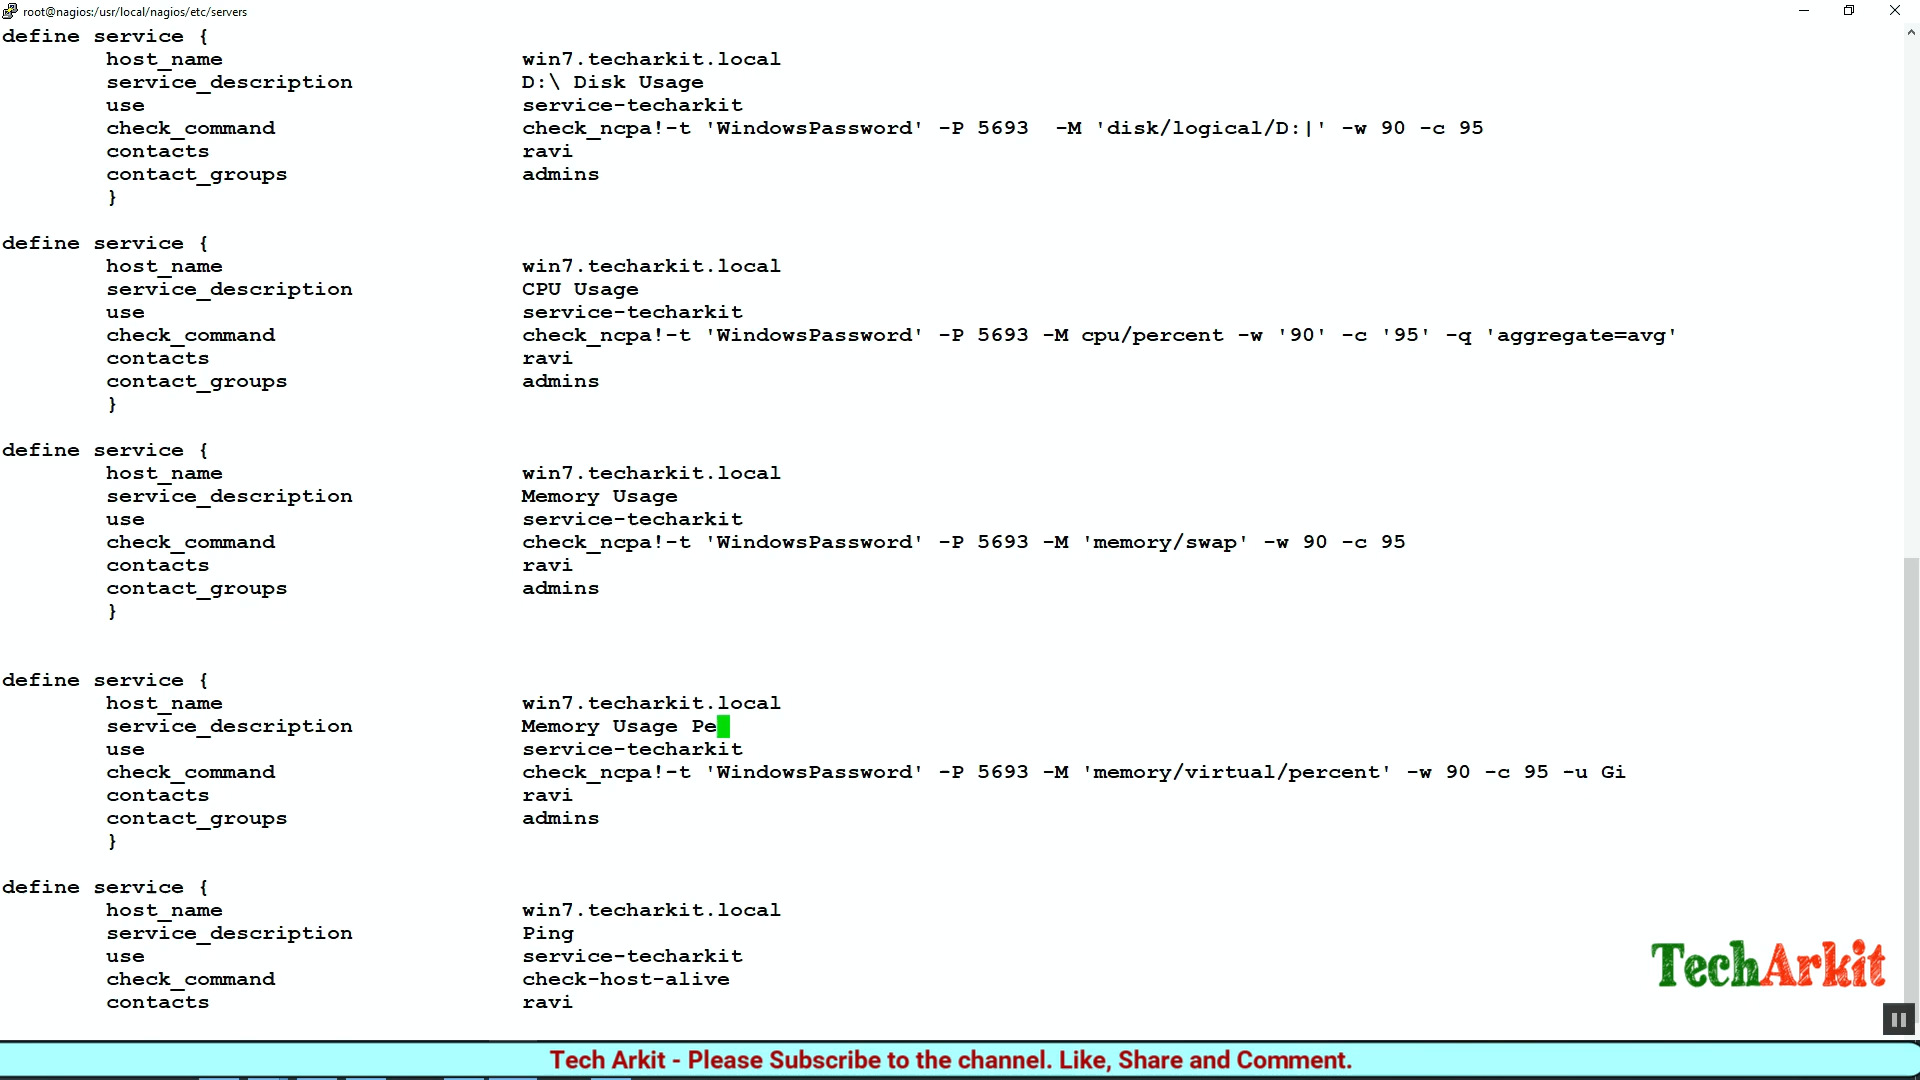 root@nagios:/usr/local/nagios/etc/servers
define service {
host_name win7.techarkit.local
service_description D:\ Disk Usage
use service-techarkit
check_command check_ncpa!-t 'WindowsPassword' -P 5693  -M 'disk/logical/D:|' -w 90 -c 95
contacts ravi
contact_groups admins
}
define service {
host_name win7.techarkit.local
service_description CPU Usage
use service-techarkit
check_command check_ncpa!-t 'WindowsPassword' -P 5693 -M cpu/percent -w '90' -c '95' -q 'aggregate=avg'
contacts ravi
contact_groups admins
}
define service {
host_name win7.techarkit.local
service_description Memory Usage
use service-techarkit
check_command check_ncpa!-t 'WindowsPassword' -P 5693 -M 'memory/swap' -w 90 -c 95
contacts ravi
contact_groups admins
}
define service {
host_name win7.techarkit.local
service_description Memory Usage Pe
use service-techarkit
check_command check_ncpa!-t 'WindowsPassword' -P 5693 -M 'memory/virtual/percent' -w 90 -c 95 -u Gi
contacts ravi
contact_groups admins
}
define service {
host_name win7.techarkit.local
service_description Ping
use service-techarkit
check_command check-host-alive
contacts ravi
TechArkit
Tech Arkit - Please Subscribe to the channel. Like, Share and Comment.